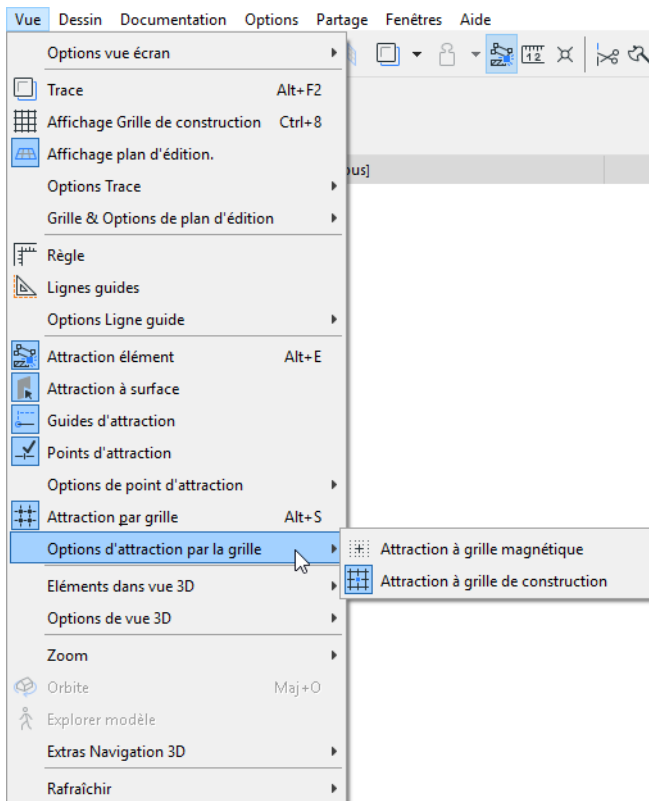 Vue Dessin Documentation Options Partage Fenêtres Aide
Options vue écran
Trace Alt+F2
Affichage Grille de construction Ctrl+8
Affichage plan d'édition.
Options Trace
Grille & Options de plan d'édition
Règle
Lignes guides
Options Ligne guide
Attraction élément Alt+E
Attraction à surface
Guides d'attraction
Points d'attraction
Options de point d'attraction
Attraction par grille Alt+S
Options d'attraction par la grille
Attraction à grille magnétique
Attraction à grille de construction
Eléments dans vue 3D
Options de vue 3D
Zoom
Orbite Maj+O
Explorer modèle
Extras Navigation 3D
Rafraîchir